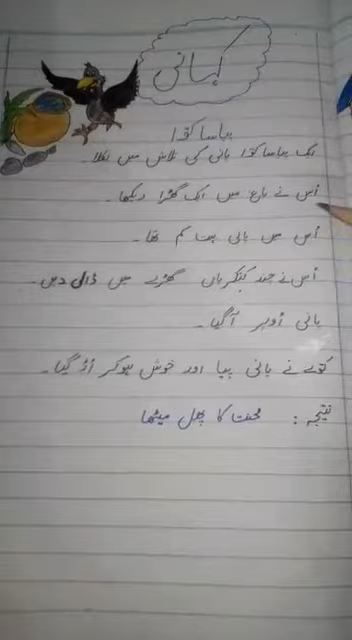 کہانی
پیاسا کوّا
ایک پیاسا کوّا پانی کی تلاش میں نکلا۔
اُس نے باغ میں ایک گھڑا دیکھا۔
اُس میں پانی بہت کم تھا۔
اُس نے چند کنکریاں گھڑے میں ڈال دیں۔
پانی اُوپر آگیا۔
کوے نے پانی پیا اور خوش ہوکر اُڑ گیا۔
نتیجہ: محنت کا پھل میٹھا